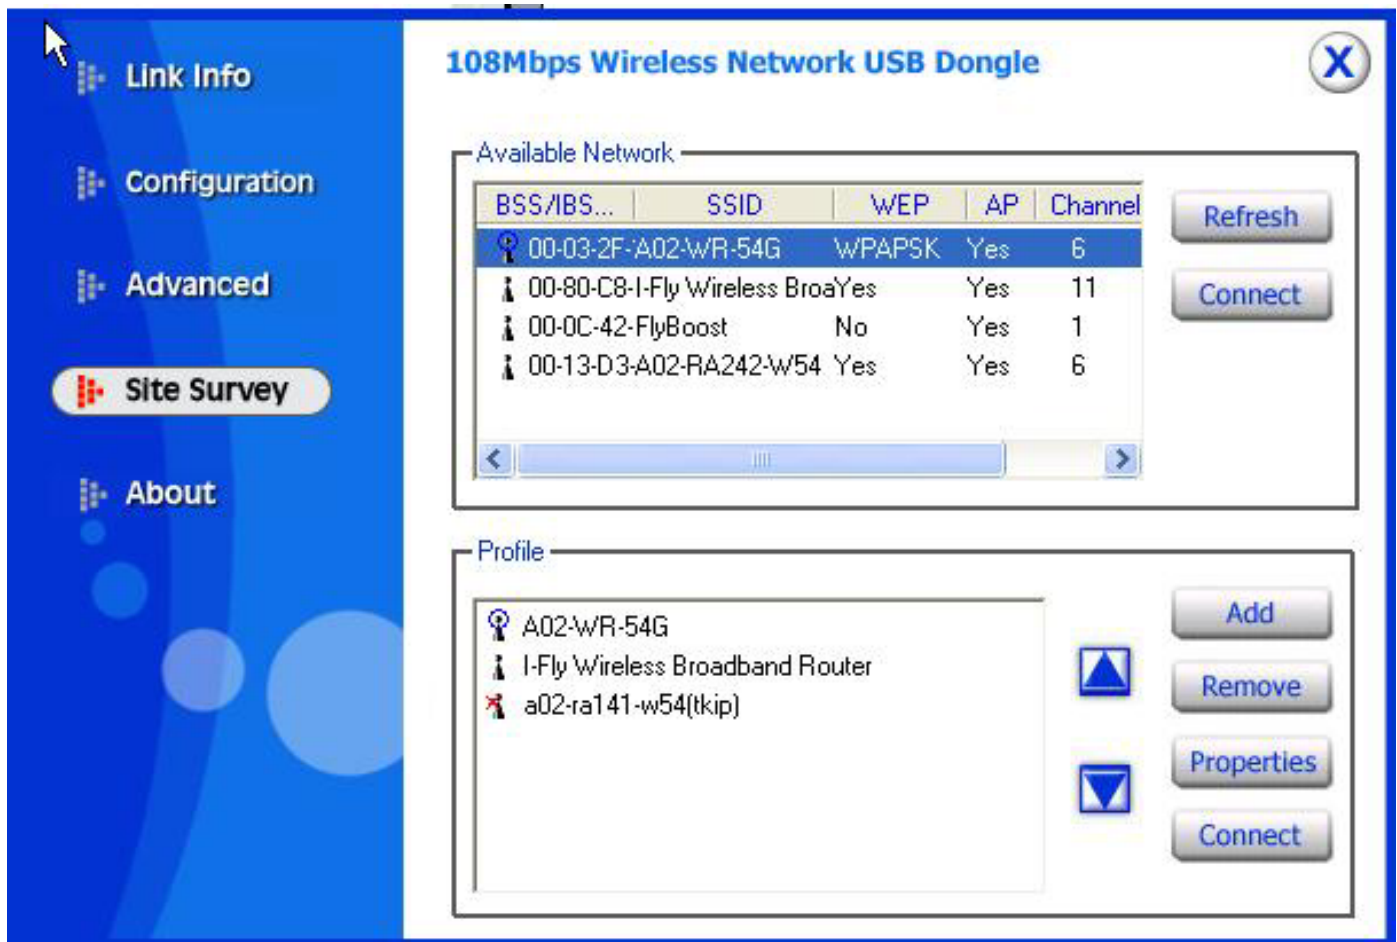 Link Info
Configuration
Advanced
Site Survey
About
108Mbps Wireless Network USB Dongle
X
Available Network
BSS/IBS... SSID WEP AP Channel
00-03-2F- A02-WR-54G WPAPSK Yes 6
00-80-C8- I-Fly Wireless Broa Yes Yes 11
00-0C-42- FlyBoost No Yes 1
00-13-D3- A02-RA242-W54 Yes Yes 6
Refresh
Connect
Profile
A02-WR-54G
I-Fly Wireless Broadband Router
a02-ra141-w54(tkip)
Add
Remove
Properties
Connect